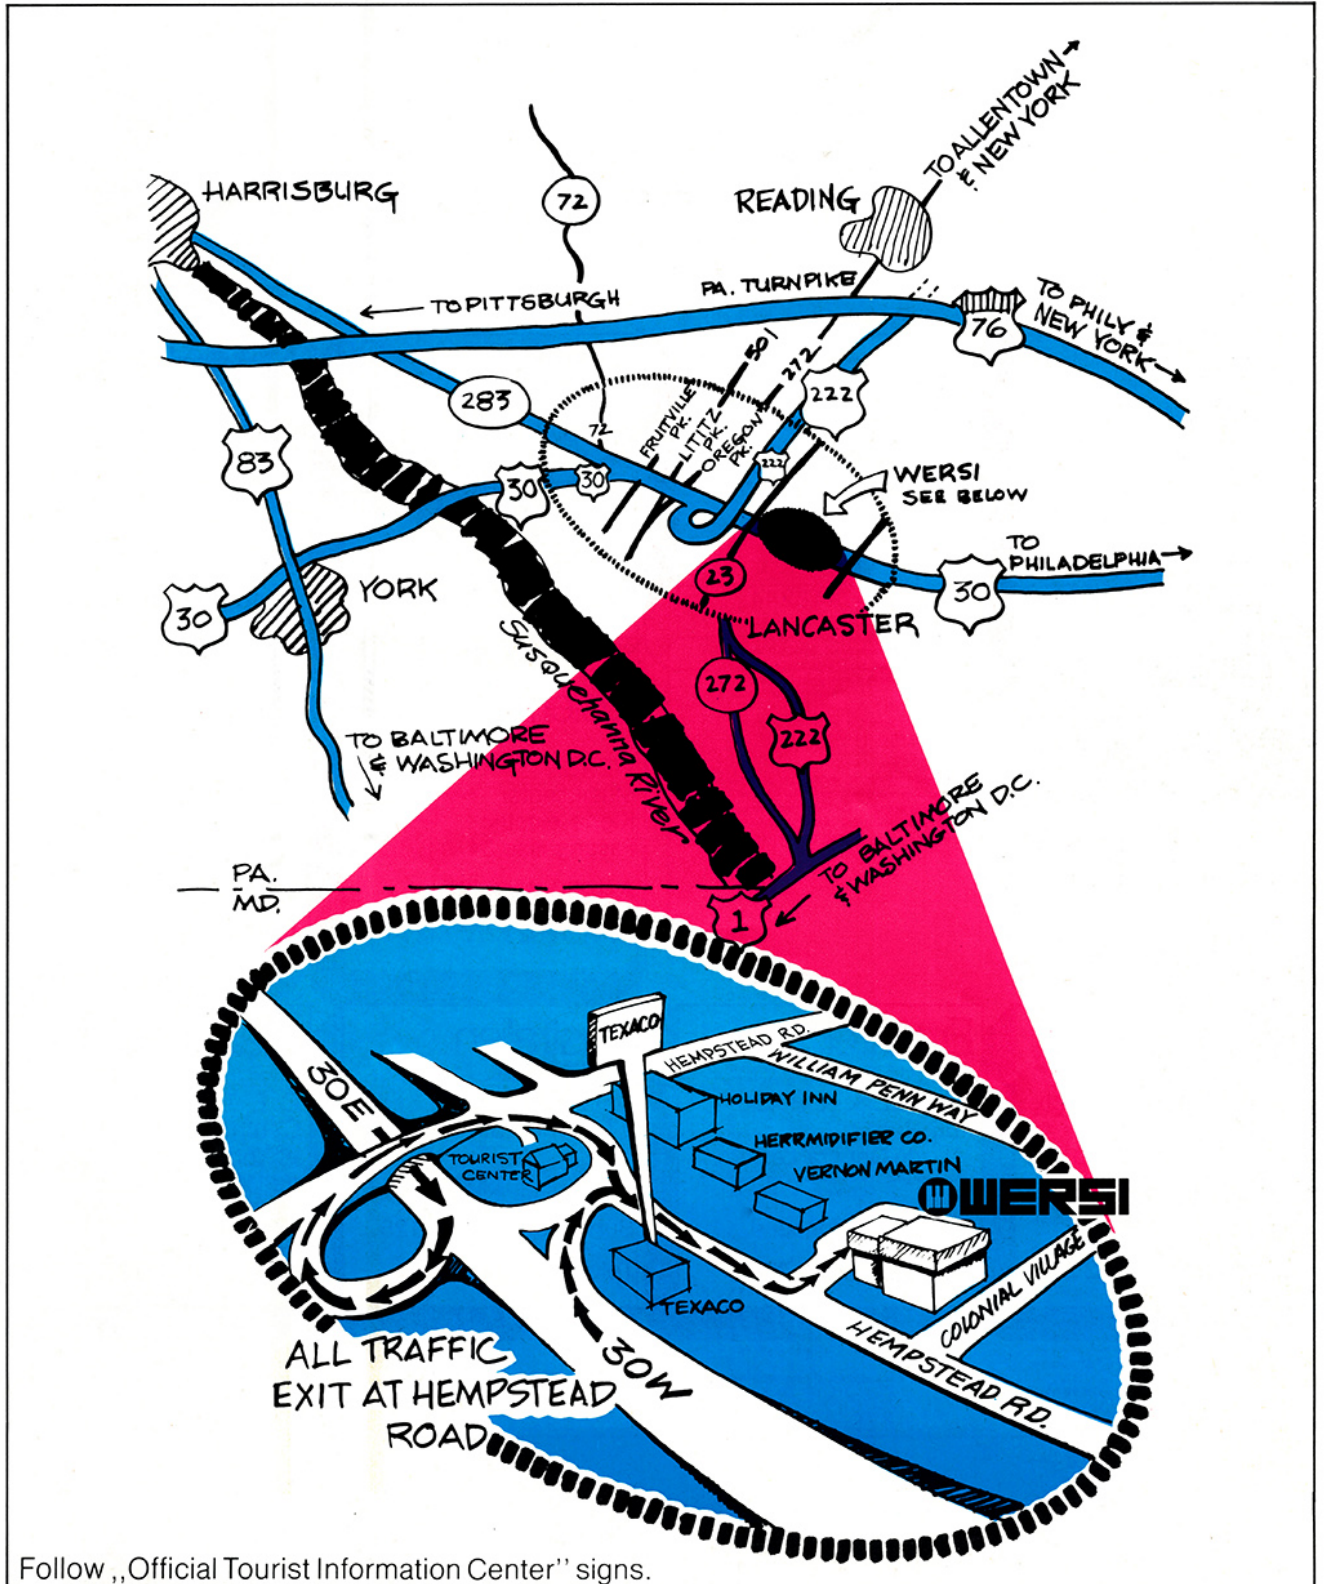 TO ALLENTOWN
& NEW YORK
HARRISBURG
72
READING
PA. TURNPIKE
TO PITTSBURGH
76
TO PHILY &
NEW YORK
501
272
222
283
FRUITVILLE
PK.
LITITZ
PK.
OREGON
PK.
72
83
30
30
222
WERSI
SEE BELOW
TO
PHILADELPHIA
23
30
30
YORK
LANCASTER
Susquehanna River
272
222
TO BALTIMORE
& WASHINGTON D.C.
TO BALTIMORE
& WASHINGTON D.C.
PA.
MD.
1
TEXACO
HEMPSTEAD RD.
WILLIAM PENN WAY
30E
HOLIDAY INN
HERRMIDIFIER CO.
TOURIST
CENTER
VERNON MARTIN
WERSI
COLONIAL VILLAGE
TEXACO
HEMPSTEAD RD.
30W
ALL TRAFFIC
EXIT AT HEMPSTEAD
ROAD
Follow ,,Official Tourist Information Center'' signs.